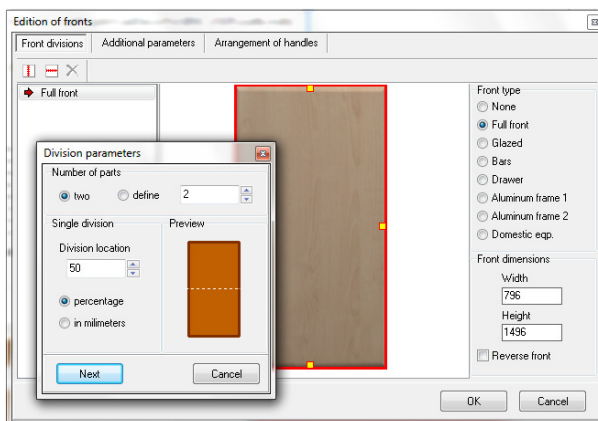 Edition of fronts
Front divisions Additional parameters Arrangement of handles
Full front
Division parameters
Number of parts
two define 2
Single division Preview
Division location
50
percentage
in milimeters
Next Cancel
Front type
None
Full front
Glazed
Bars
Drawer
Aluminum frame 1
Aluminum frame 2
Domestic eqp.
Front dimensions
Width
796
Height
1496
Reverse front
OK Cancel